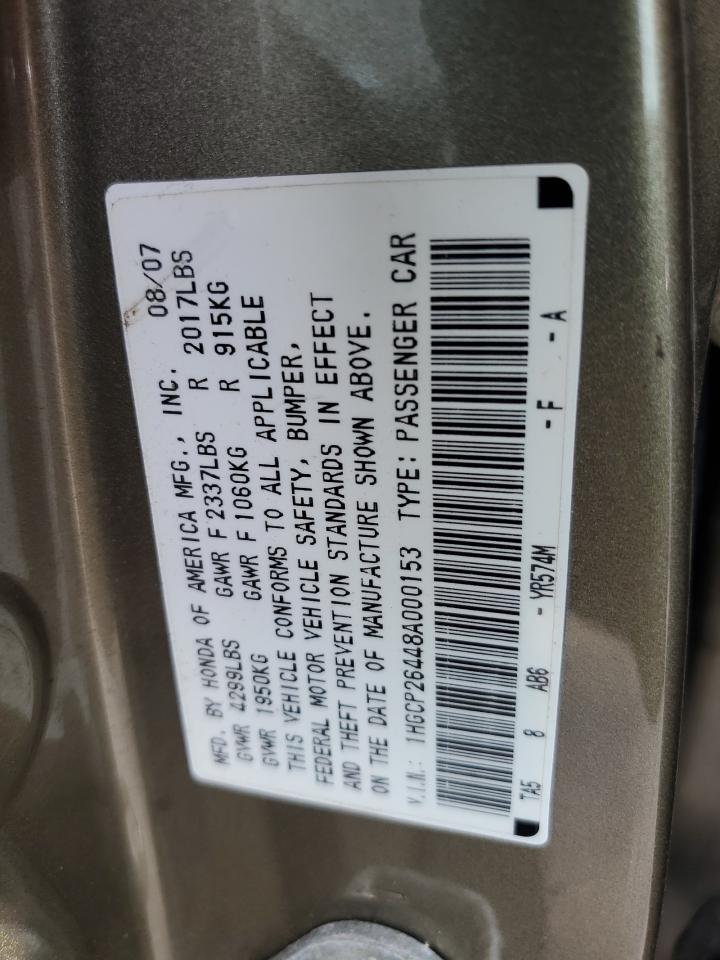 MFD. BY HONDA OF AMERICA MFG., INC. 08/07
GVWR 4299LBS GAWR F 2337LBS R 2017LBS
GVWR 1950KG GAWR F 1060KG R 915KG
THIS VEHICLE CONFORMS TO ALL APPLICABLE
FEDERAL MOTOR VEHICLE SAFETY, BUMPER,
AND THEFT PREVENTION STANDARDS IN EFFECT
ON THE DATE OF MANUFACTURE SHOWN ABOVE.
V.I.N.: 1HGCP26448A000153 TYPE: PASSENGER CAR
TA5 8 AB6 - YR574M - F - A